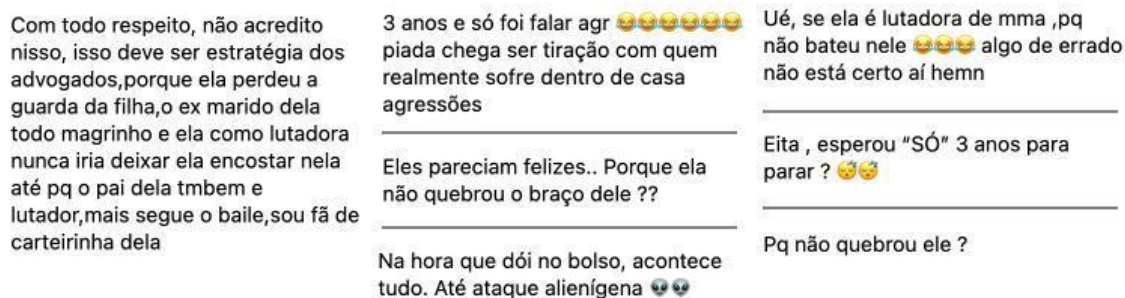 Com todo respeito, não acredito
nisso, isso deve ser estratégia dos
advogados,porque ela perdeu a
guarda da filha,o ex marido dela
todo magrinho e ela como lutadora
nunca iria deixar ela encostar nela
até pq o pai dela tmbem e
lutador,mais segue o baile,sou fã de
carteirinha dela
3 anos e só foi falar agr 😂😂😂😂😂😂
piada chega ser tiração com quem
realmente sofre dentro de casa
agressões
Eles pareciam felizes.. Porque ela
não quebrou o braço dele ??
Na hora que dói no bolso, acontece
tudo. Até ataque alienígena 👽👽
Ué, se ela é lutadora de mma ,pq
não bateu nele 😂😂😂 algo de errado
não está certo aí hemn
Eita , esperou “SÓ” 3 anos para
parar ? 😴😴
Pq não quebrou ele ?